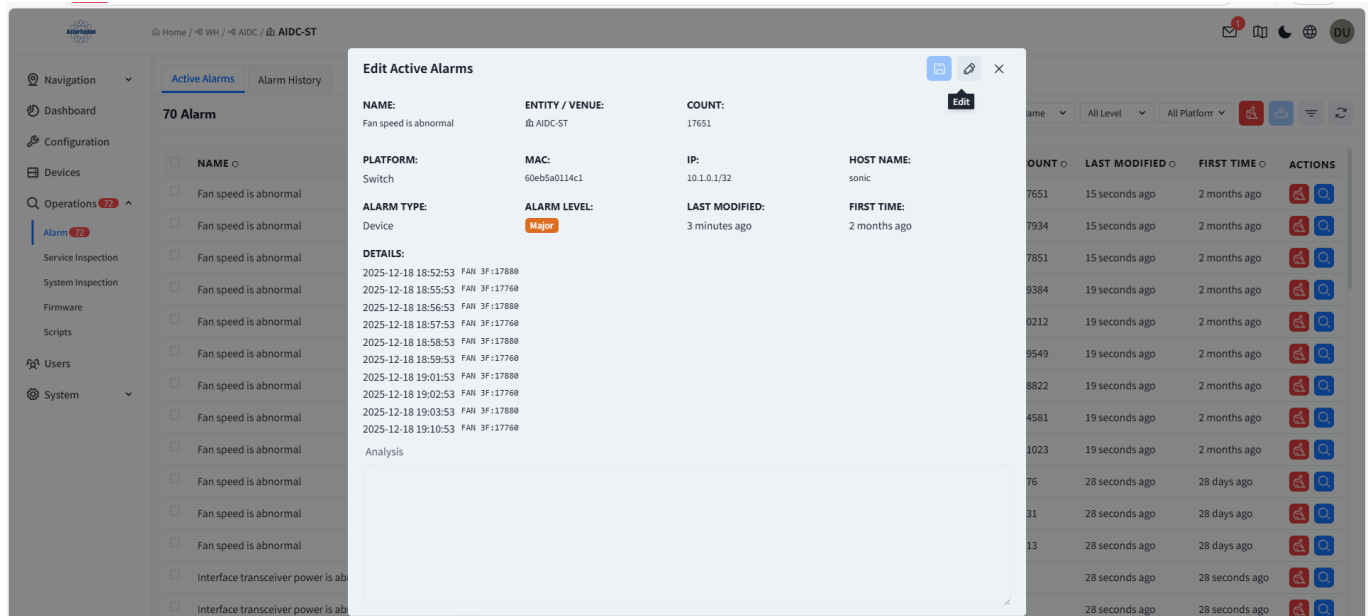 Asterfusion
Home / WH / AIDC / AIDC-ST
1
DU
Navigation
Dashboard
Configuration
Devices
Operations 72
Alarm 72
Service Inspection
System Inspection
Firmware
Scripts
Users
System
Active Alarms
Alarm History
70 Alarm
All Level
All Platform
NAME
LAST MODIFIED
FIRST TIME
ACTIONS
Fan speed is abnormal
7651 15 seconds ago 2 months ago
Fan speed is abnormal
7934 15 seconds ago 2 months ago
Fan speed is abnormal
7851 15 seconds ago 2 months ago
Fan speed is abnormal
9384 19 seconds ago 2 months ago
Fan speed is abnormal
0212 19 seconds ago 2 months ago
Fan speed is abnormal
9549 19 seconds ago 2 months ago
Fan speed is abnormal
8822 19 seconds ago 2 months ago
Fan speed is abnormal
4581 19 seconds ago 2 months ago
Fan speed is abnormal
1023 19 seconds ago 2 months ago
Fan speed is abnormal
76 28 seconds ago 28 days ago
Fan speed is abnormal
31 28 seconds ago 28 days ago
Fan speed is abnormal
13 28 seconds ago 28 days ago
Interface transceiver power is ab
28 seconds ago 28 seconds ago
Interface transceiver power is ab
28 seconds ago 28 seconds ago
Edit Active Alarms
Edit
NAME: ENTITY / VENUE: COUNT:
Fan speed is abnormal AIDC-ST 17651
PLATFORM: MAC: IP: HOST NAME:
Switch 60eb5a0114c1 10.1.0.1/32 sonic
ALARM TYPE: ALARM LEVEL: LAST MODIFIED: FIRST TIME:
Device Major 3 minutes ago 2 months ago
DETAILS:
2025-12-18 18:52:53 FAN 3F:17880
2025-12-18 18:55:53 FAN 3F:17760
2025-12-18 18:56:53 FAN 3F:17880
2025-12-18 18:57:53 FAN 3F:17760
2025-12-18 18:58:53 FAN 3F:17880
2025-12-18 18:59:53 FAN 3F:17760
2025-12-18 19:01:53 FAN 3F:17880
2025-12-18 19:02:53 FAN 3F:17760
2025-12-18 19:03:53 FAN 3F:17880
2025-12-18 19:10:53 FAN 3F:17760
Analysis